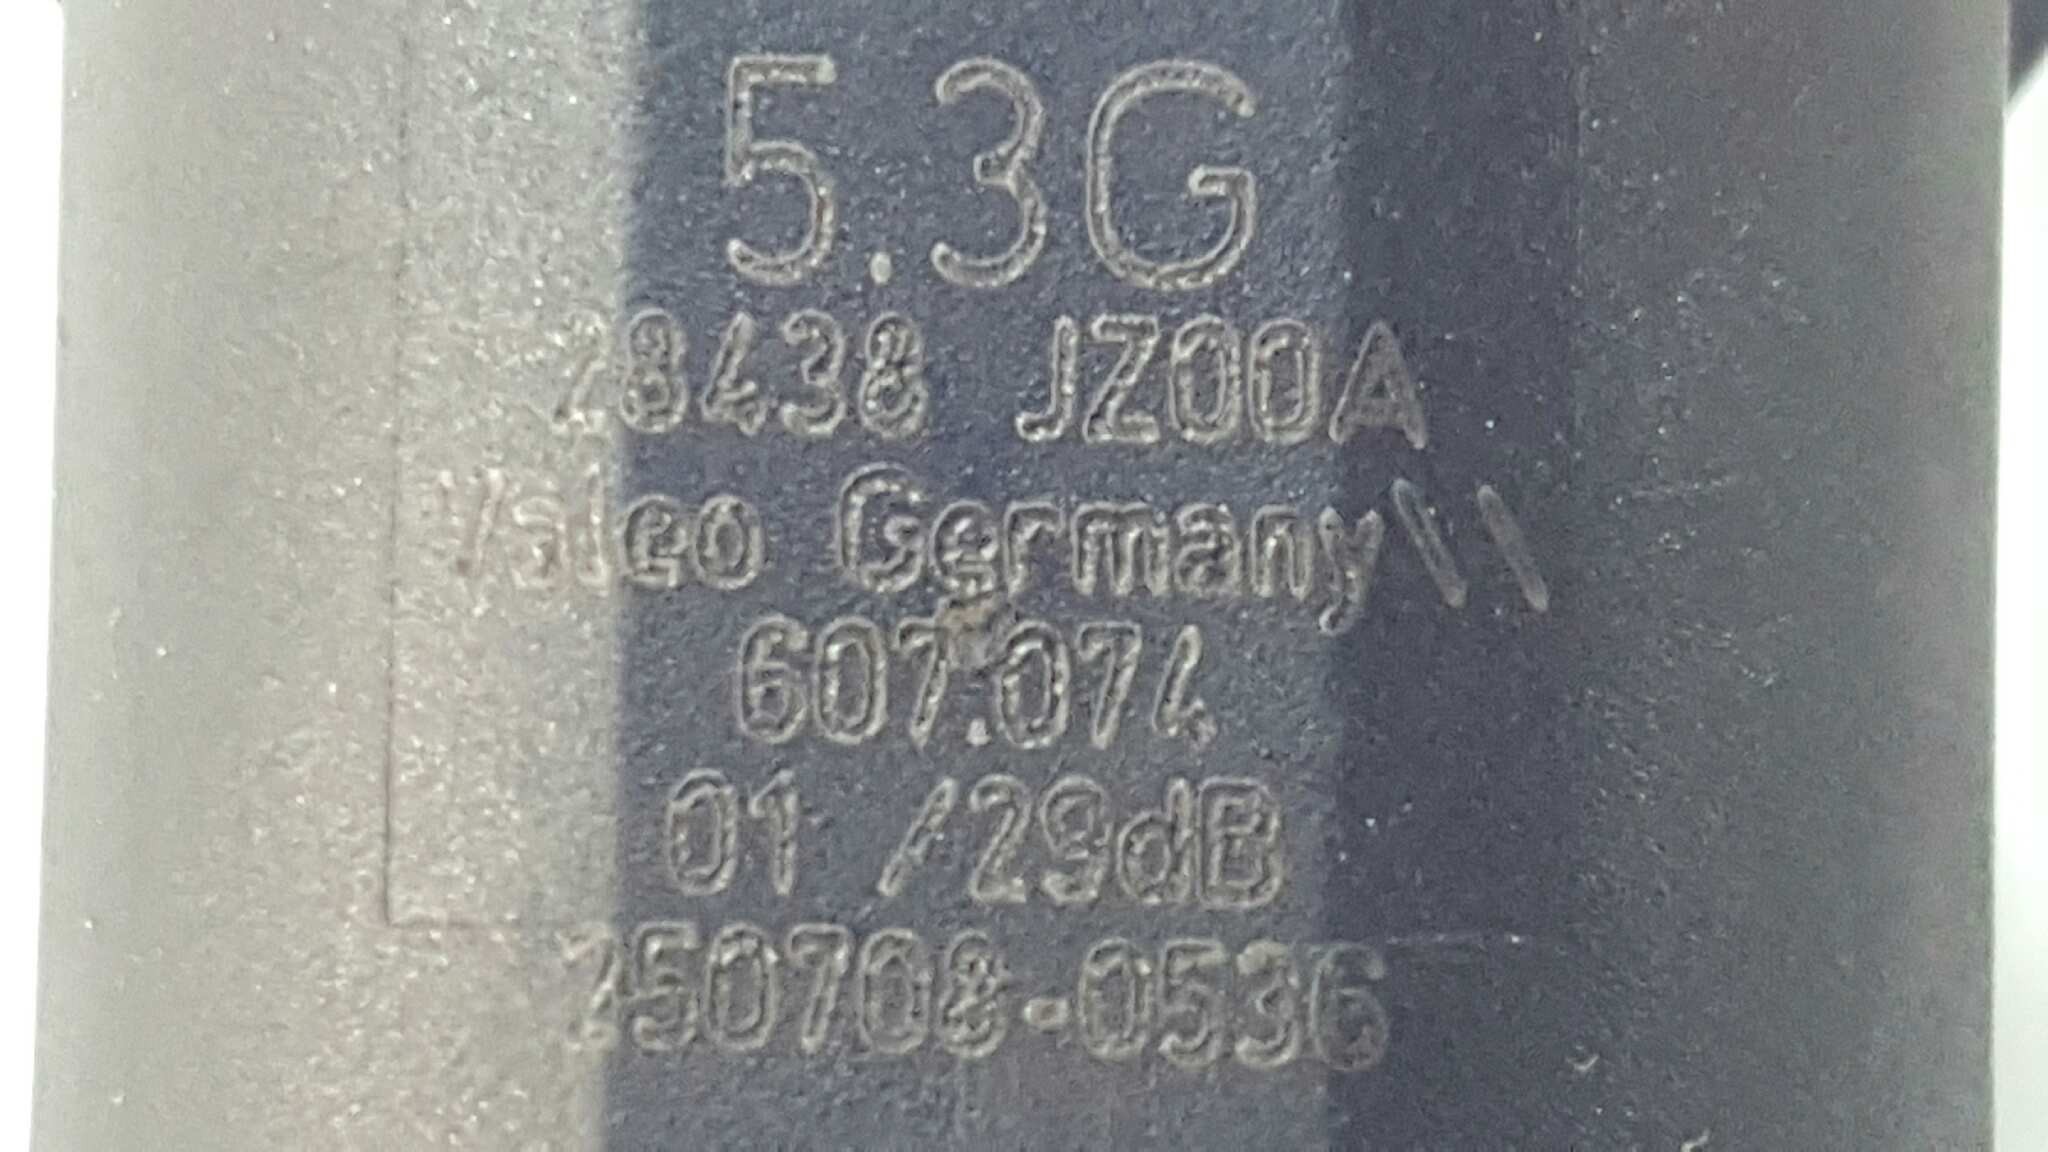 5.3G
28438 JZ00A
Valeo Germany\\
607.074
01 /29dB
250708-0536